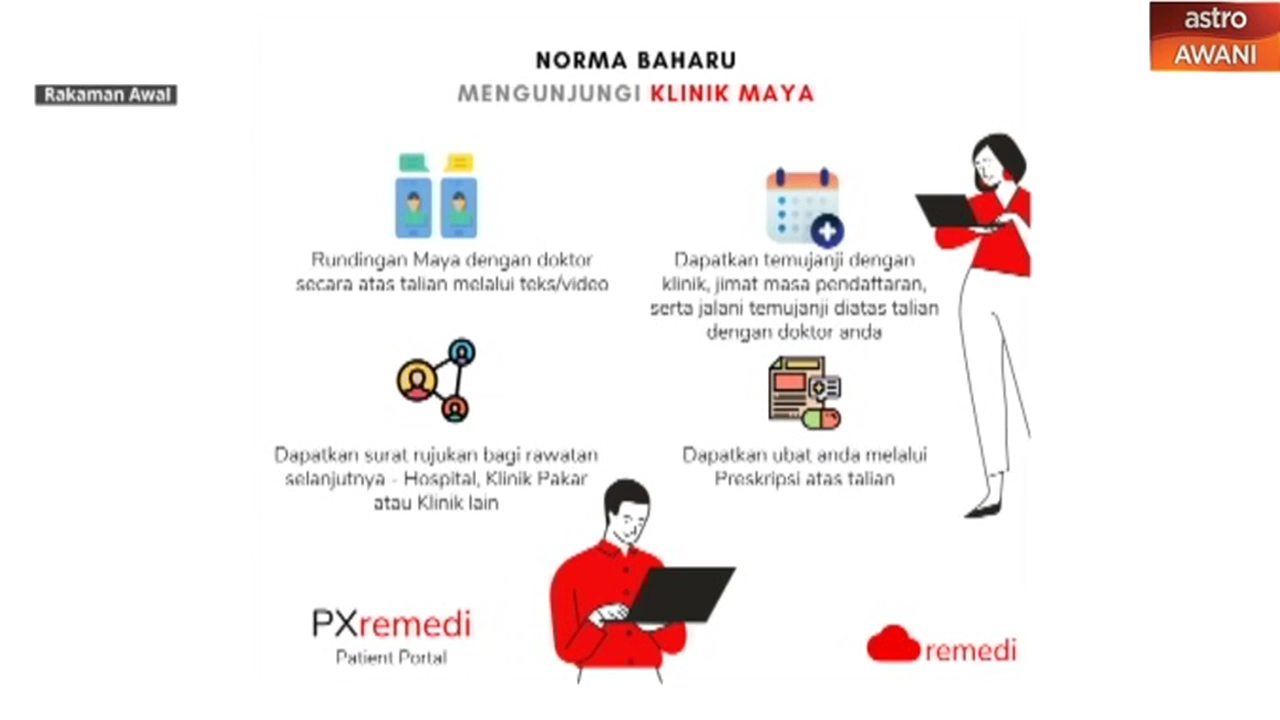 astro
AWANI
Rakaman Awal
NORMA BAHARU
MENGUNJUNGI KLINIK MAYA
Rundingan Maya dengan doktor
secara atas talian melalui teks/video
Dapatkan temujanji dengan
klinik, jimat masa pendaftaran,
serta jalani temujanji diatas talian
dengan doktor anda
Dapatkan surat rujukan bagi rawatan
selanjutnya - Hospital, Klinik Pakar
atau Klinik lain
Dapatkan ubat anda melalui
Preskripsi atas talian
PXremedi
Patient Portal
remedi